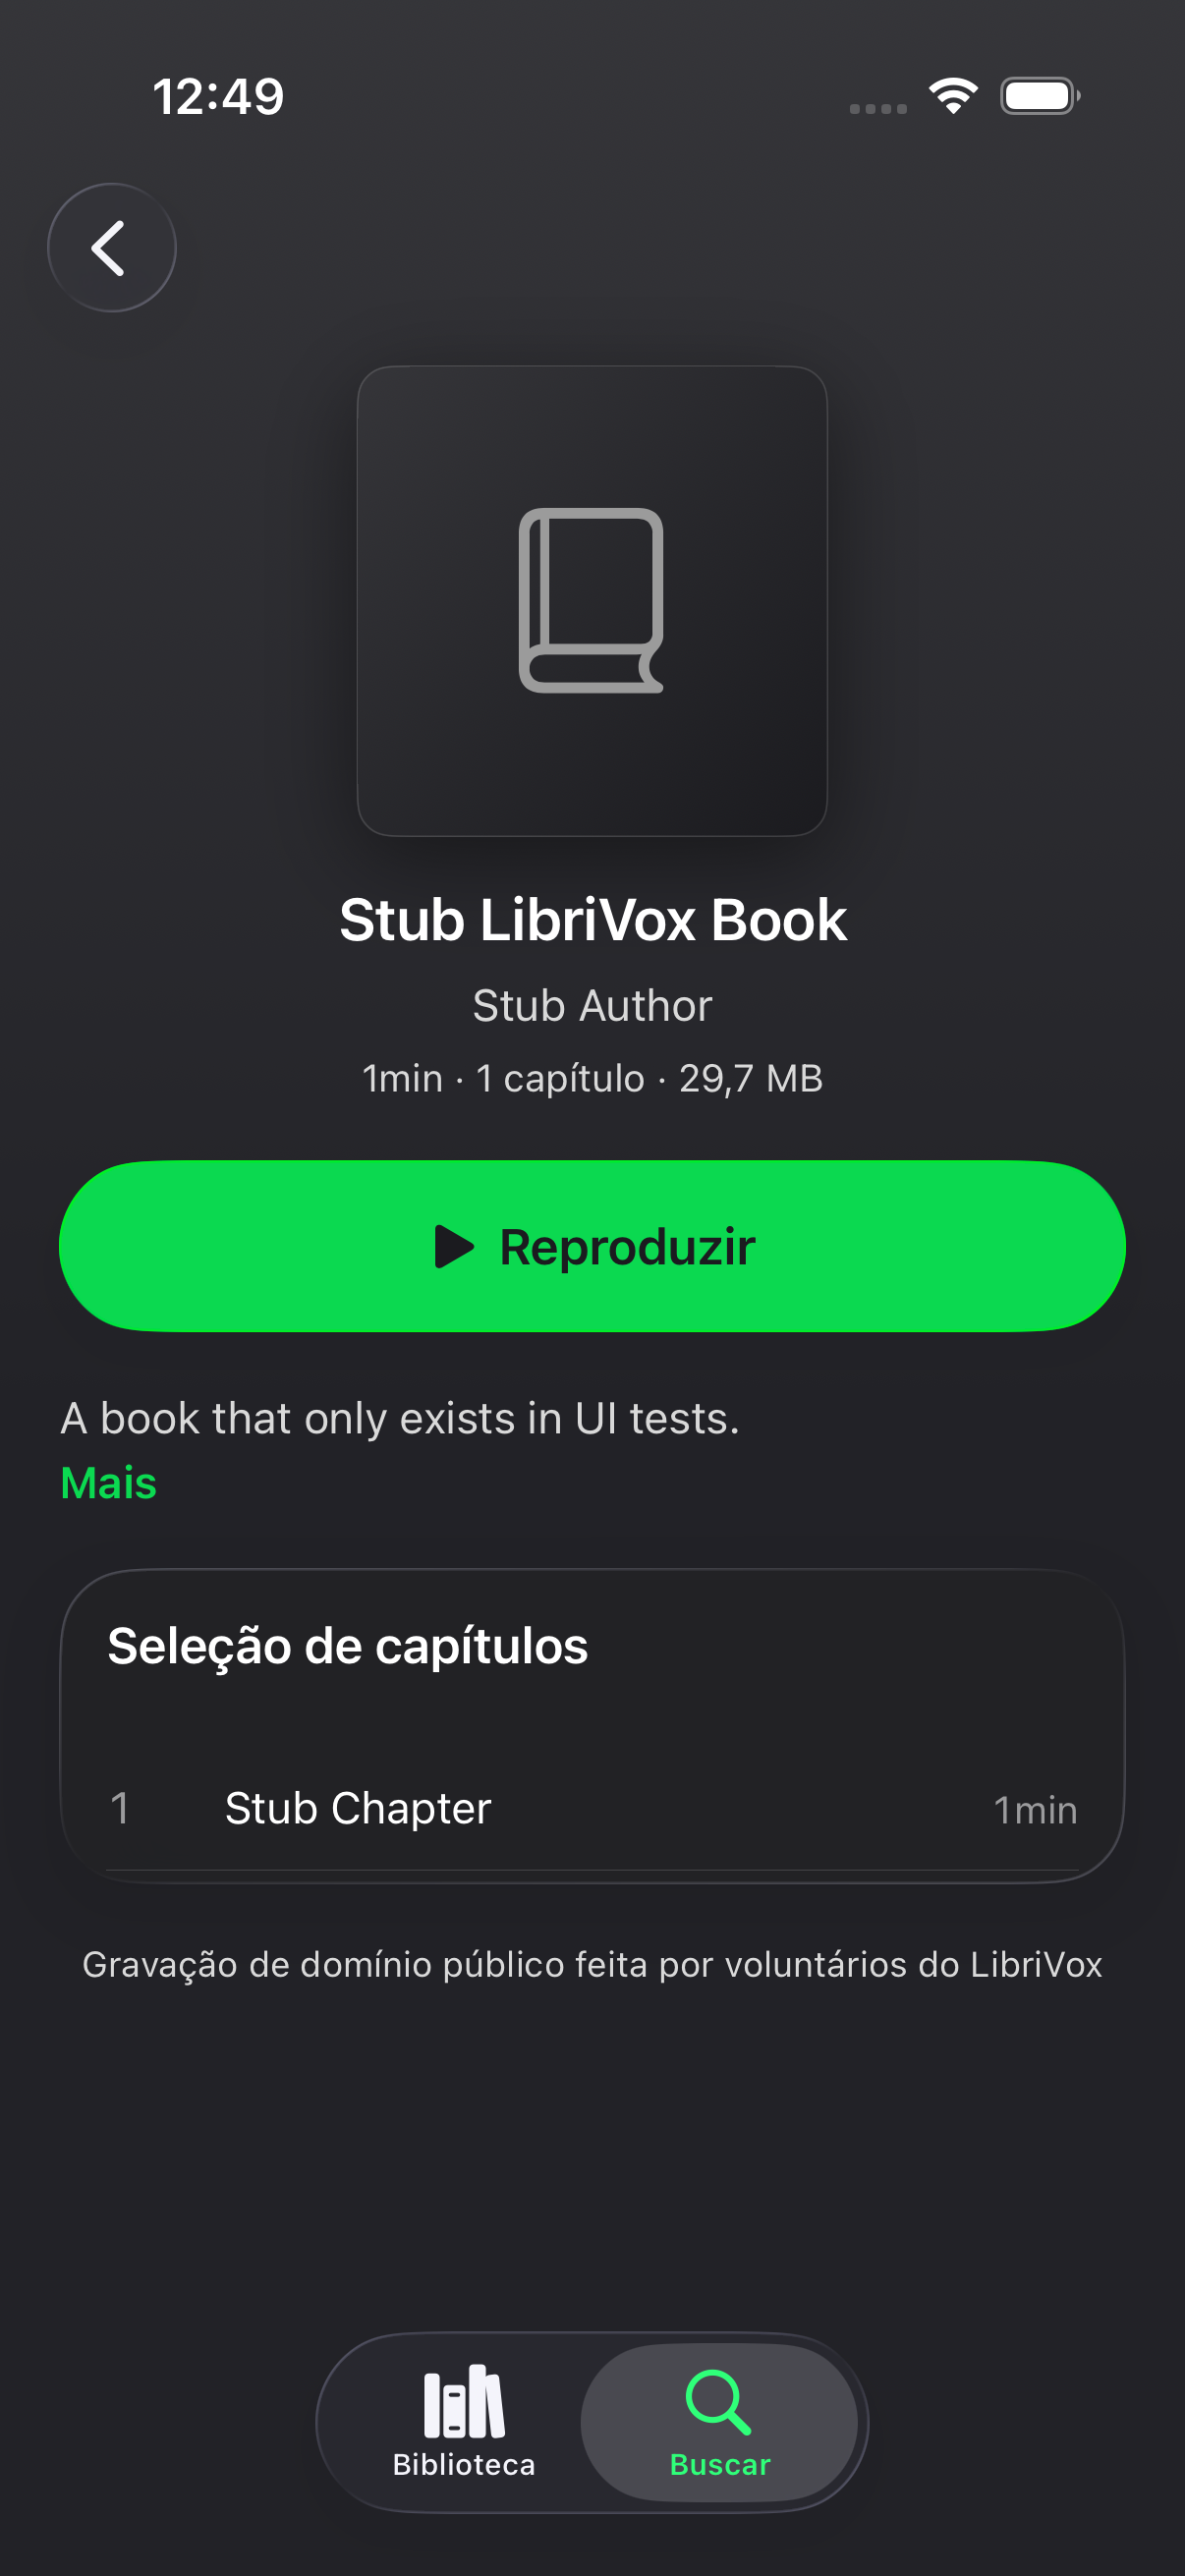 12:49
Stub LibriVox Book
Stub Author
1min · 1 capítulo · 29,7 MB
Reproduzir
A book that only exists in UI tests.
Mais
Seleção de capítulos
1 Stub Chapter 1min
Gravação de domínio público feita por voluntários do LibriVox
Biblioteca Buscar